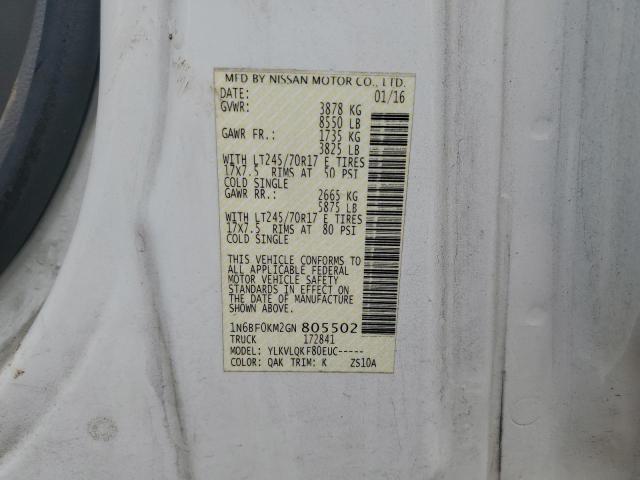 MFD BY NISSAN MOTOR CO., LTD.
DATE: 01/16
GVWR: 3878 KG
8550 LB
GAWR FR.: 1735 KG
3825 LB
WITH LT245/70R17 E TIRES
17X7.5 RIMS AT 50 PSI
COLD SINGLE
GAWR RR.: 2665 KG
5875 LB
WITH LT245/70R17 E TIRES
17X7.5 RIMS AT 80 PSI
COLD SINGLE
THIS VEHICLE CONFORMS TO
ALL APPLICABLE FEDERAL
MOTOR VEHICLE SAFETY
STANDARDS IN EFFECT ON
THE DATE OF MANUFACTURE
SHOWN ABOVE.
1N6BF0KM2GN 805502
TRUCK 172841
MODEL: YLKVLQKF80EUC-----
COLOR: QAK TRIM: K ZS10A